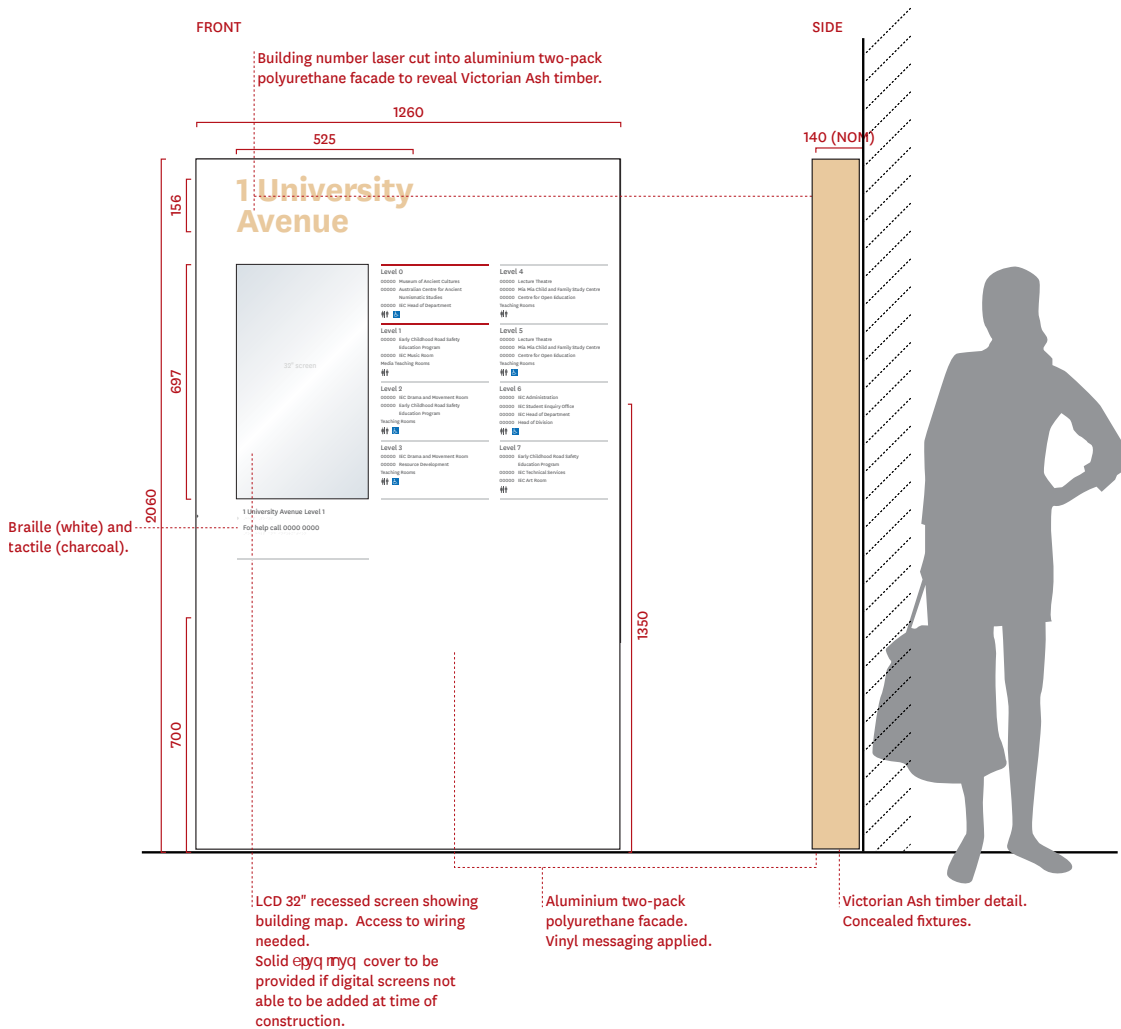 FRONT
SIDE
Building number laser cut into aluminium two-pack
polyurethane facade to reveal Victorian Ash timber.
1260
525
140 (NOM)
156
697
2060
700
1350
1 University
Avenue
32" screen
Level 0
00000 Museum of Ancient Cultures
00000 Australian Centre for Ancient
Numismatic Studies
00000 IEC Head of Department
Level 1
00000 Early Childhood Road Safety
Education Program
00000 IEC Music Room
Media Teaching Rooms
Level 2
00000 IEC Drama and Movement Room
00000 Early Childhood Road Safety
Education Program
Teaching Rooms
Level 3
00000 IEC Drama and Movement Room
00000 Resource Development
Teaching Rooms
Level 4
00000 Lecture Theatre
00000 Mia Mia Child and Family Study Centre
00000 Centre for Open Education
Teaching Rooms
Level 5
00000 Lecture Theatre
00000 Mia Mia Child and Family Study Centre
00000 Centre for Open Education
Teaching Rooms
Level 6
00000 IEC Administration
00000 IEC Student Enquiry Office
00000 IEC Head of Department
00000 Head of Division
Level 7
00000 Early Childhood Road Safety
Education Program
00000 IEC Technical Services
00000 IEC Art Room
1 University Avenue Level 1
For help call 0000 0000
Braille (white) and
tactile (charcoal).
LCD 32" recessed screen showing
building map. Access to wiring
needed.
Solid cover to be
provided if digital screens not
able to be added at time of
construction.
Aluminium two-pack
polyurethane facade.
Vinyl messaging applied.
Victorian Ash timber detail.
Concealed fixtures.